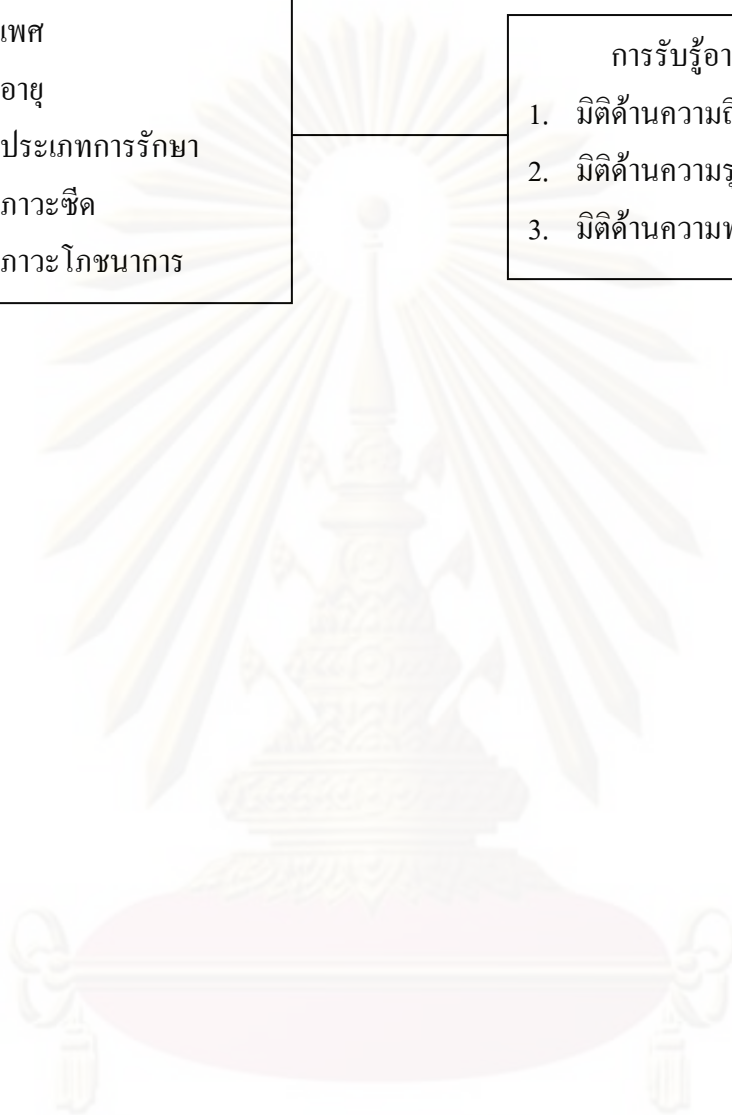 เพศ
อายุ
ประเภทการรักษา
ภาวะซีด
ภาวะโภชนาการ
การรับรู้อา
1. มิติด้านความถี
2. มิติด้านความรุ
3. มิติด้านความท